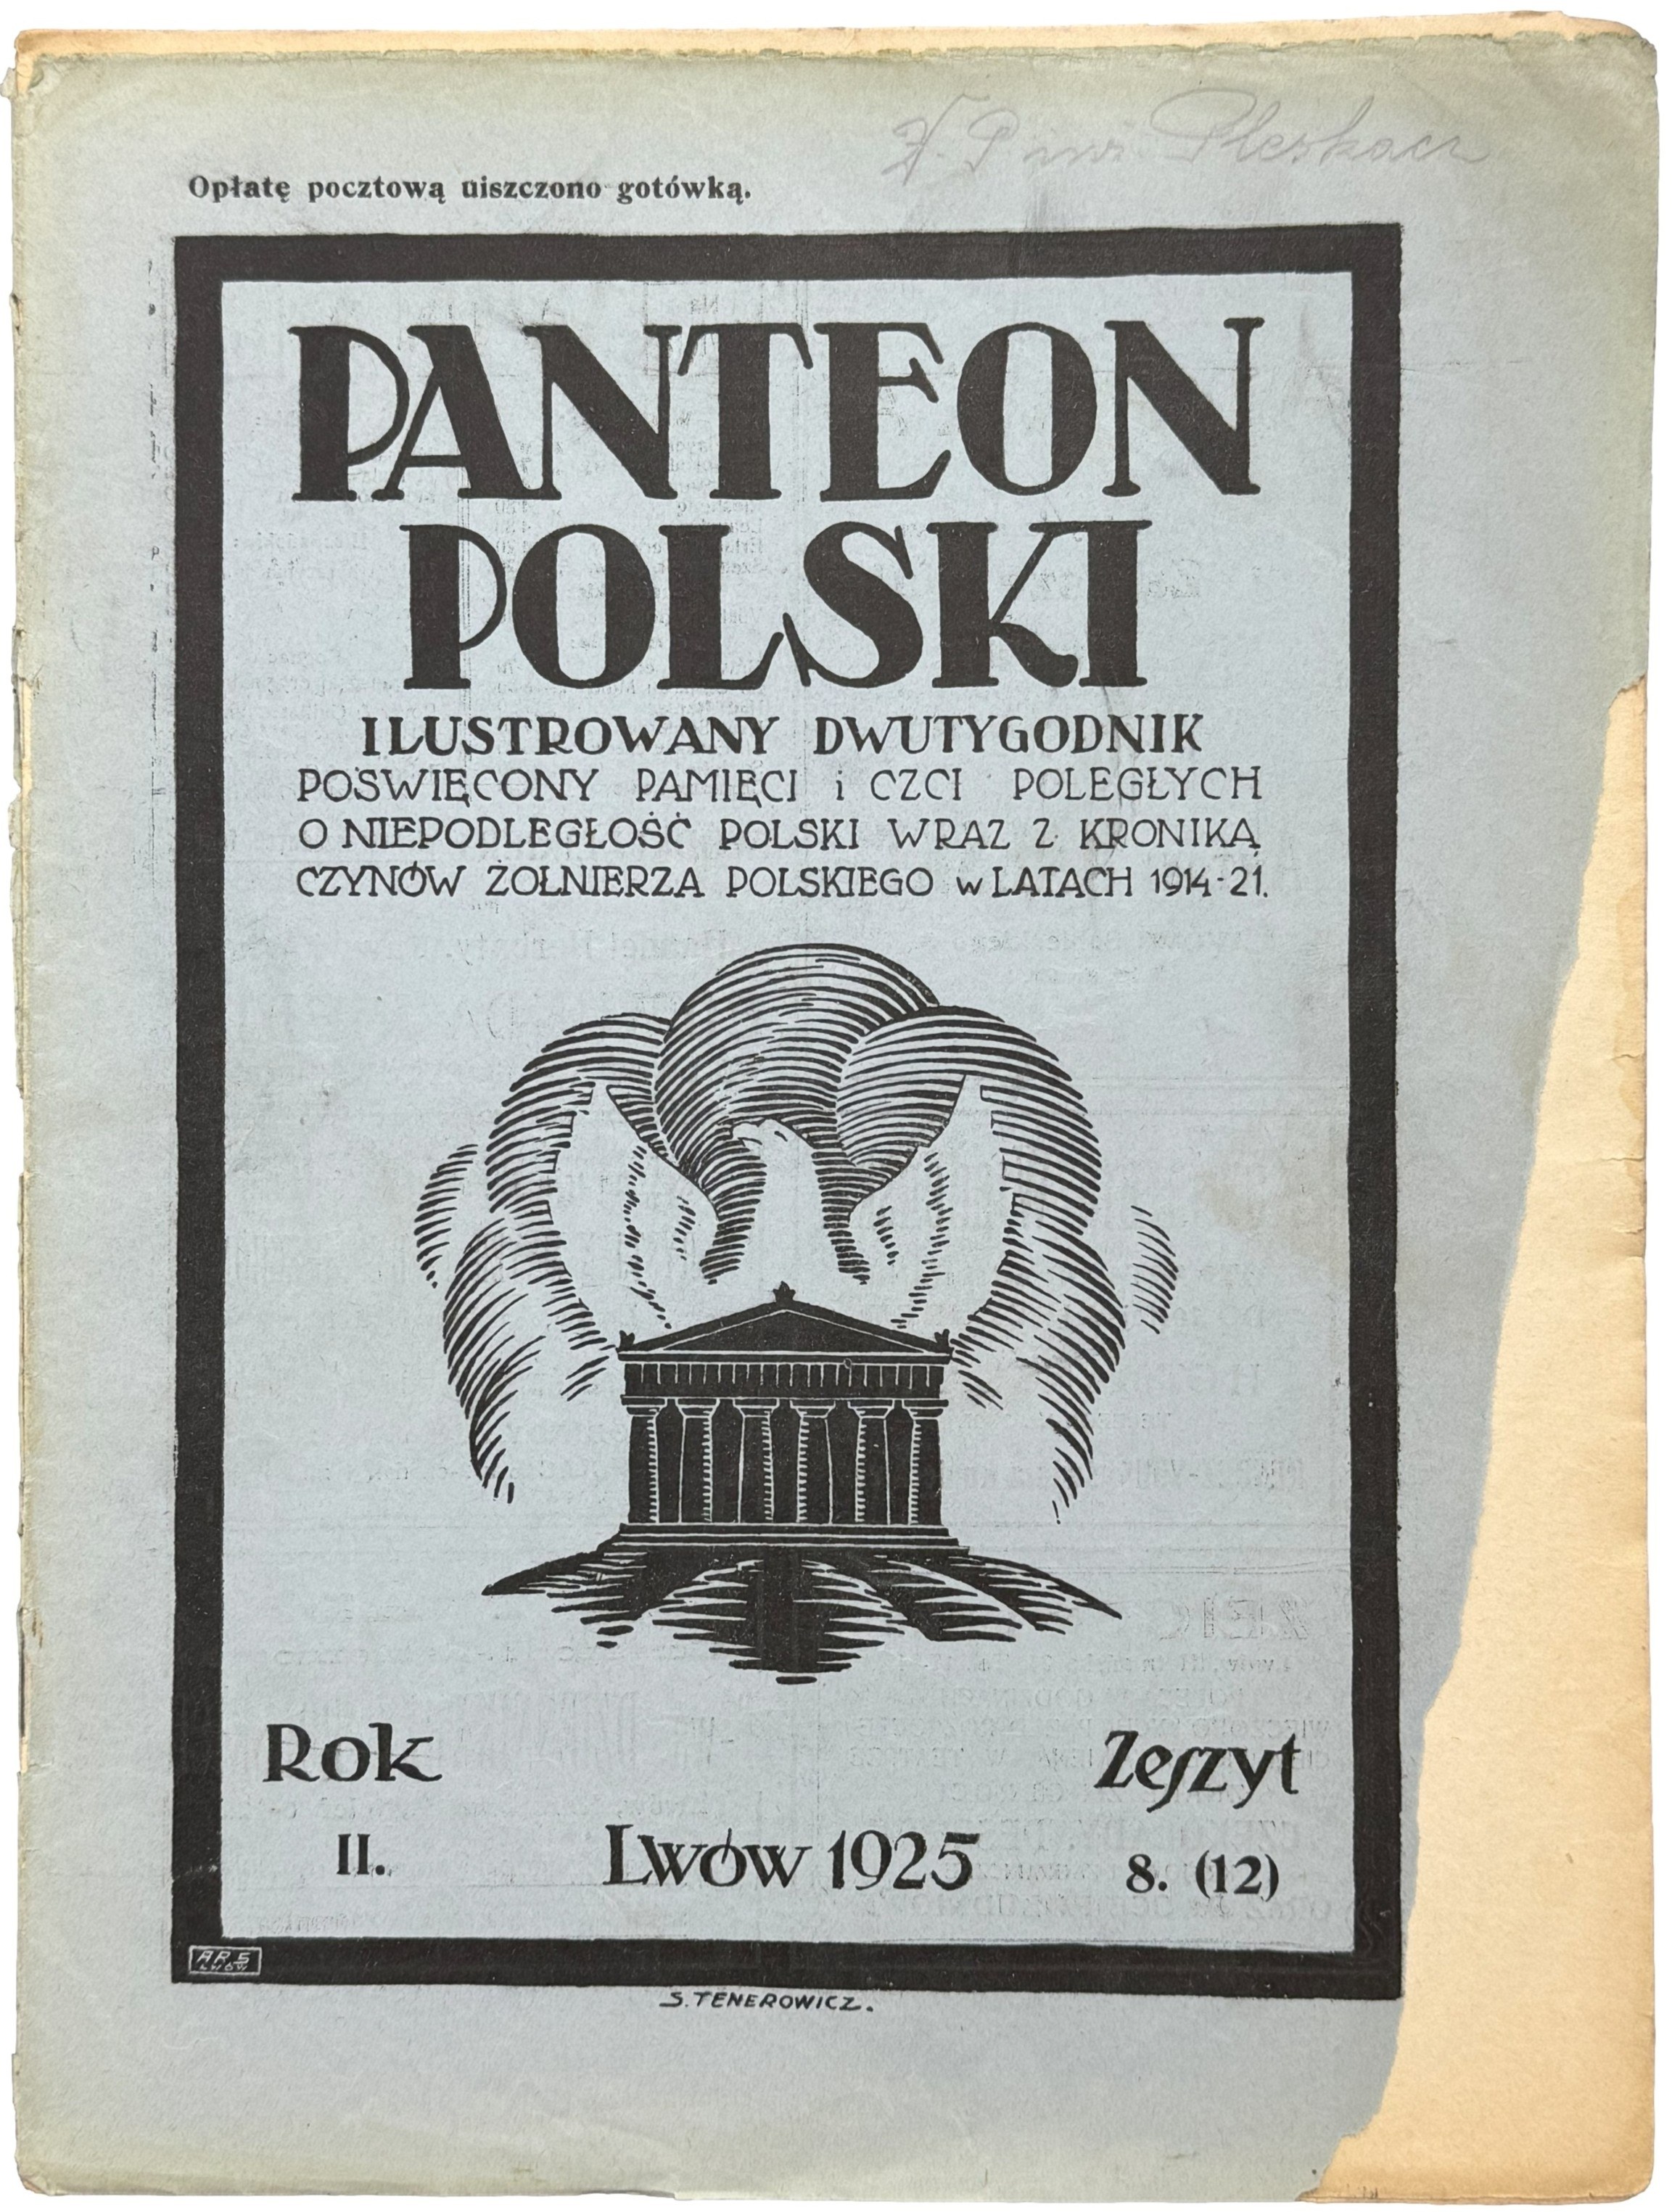 Pleskacz
Opłatę pocztową uiszczono gotówką.
PANTEON
POLSKI
ILUSTROWANY DWUTYGODNIK
POŚWIĘCONY PAMIĘCI i CZCI POLEGŁYCH
O NIEPODLEGŁOŚĆ POLSKI WRAZ Z KRONIKĄ
CZYNÓW ŻOŁNIERZA POLSKIEGO w LATACH 1914-21.
Rok
II.
Lwów 1925
Zeszyt
8. (12)
ARS
LWÓW
S. TENEROWICZ.